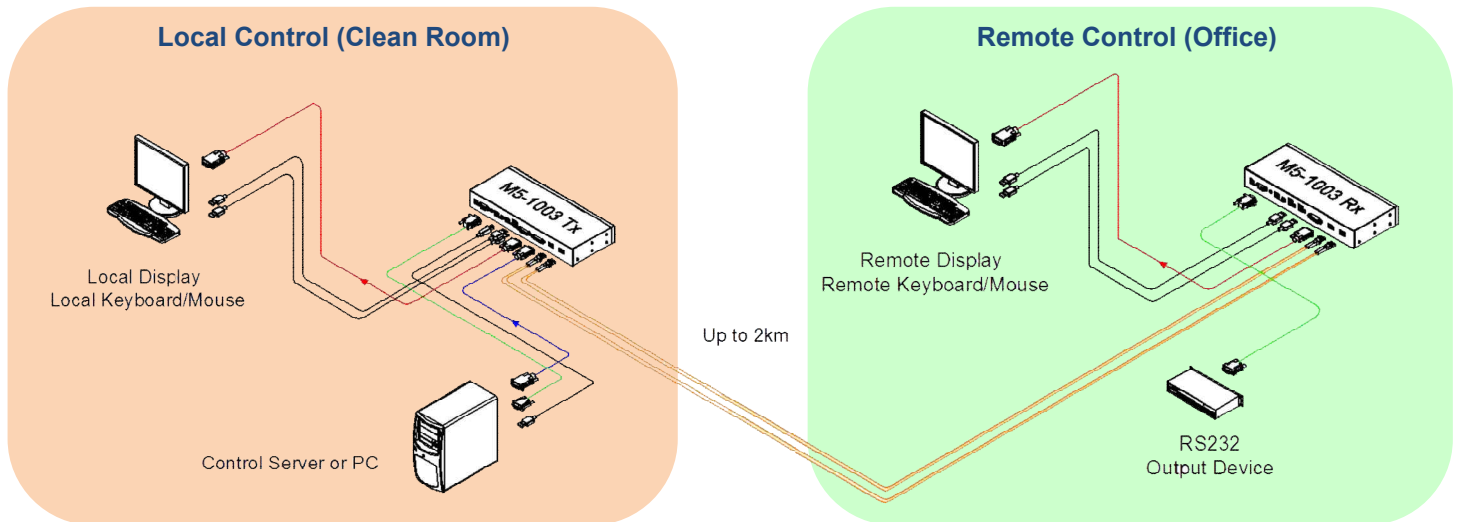 Local Control (Clean Room)
Remote Control (Office)
M5-1003 Tx
M5-1003 Rx
Local Display
Local Keyboard/Mouse
Remote Display
Remote Keyboard/Mouse
Up to 2km
Control Server or PC
RS232
Output Device